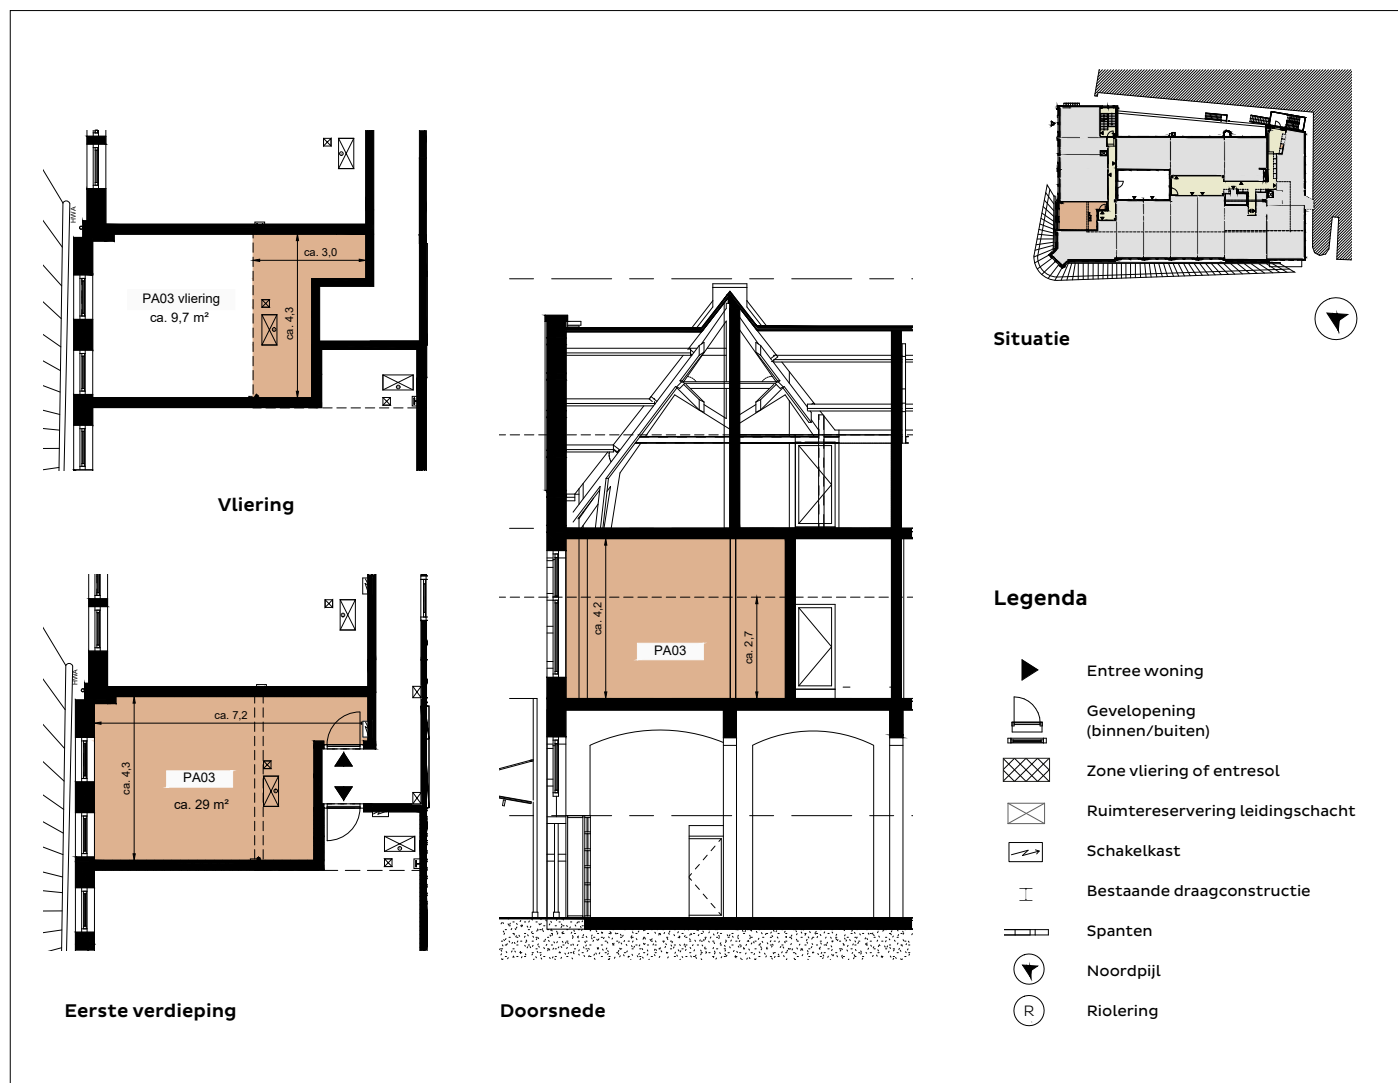 HWA
ca. 3,0
PA03 vliering
ca. 9,7 m²
ca. 4,3
Vliering
HWA
ca. 7,2
ca. 4,3
PA03
ca. 29 m²
Eerste verdieping
ca. 4,2
PA03
ca. 2,7
Doorsnede
Situatie
Legenda
Entree woning
Gevelopening
(binnen/buiten)
Zone vliering of entresol
Ruimtereservering leidingschacht
Schakelkast
Bestaande draagconstructie
Spanten
Noordpijl
R
Riolering